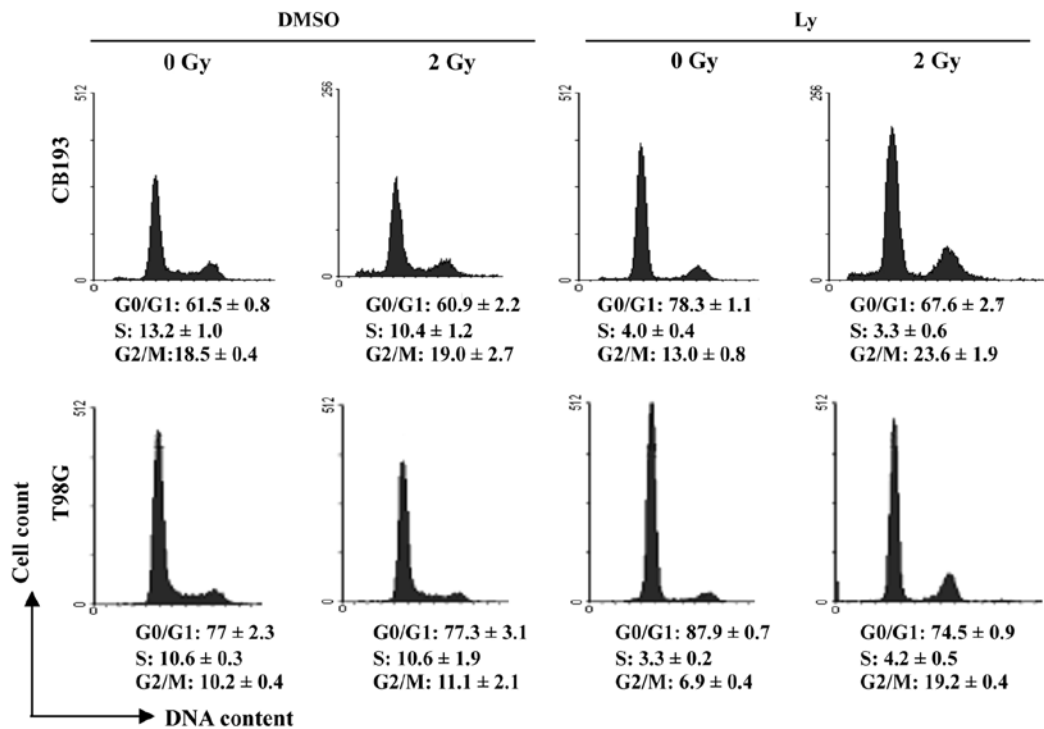 DMSO
Ly
0 Gy
2 Gy
0 Gy
2 Gy
CB193
512
0
0
256
0
0
512
0
0
256
0
0
G0/G1: 61.5 ± 0.8
S: 13.2 ± 1.0
G2/M:18.5 ± 0.4
G0/G1: 60.9 ± 2.2
S: 10.4 ± 1.2
G2/M: 19.0 ± 2.7
G0/G1: 78.3 ± 1.1
S: 4.0 ± 0.4
G2/M: 13.0 ± 0.8
G0/G1: 67.6 ± 2.7
S: 3.3 ± 0.6
G2/M: 23.6 ± 1.9
T98G
512
0
0
512
0
0
512
0
0
512
0
0
G0/G1: 77 ± 2.3
S: 10.6 ± 0.3
G2/M: 10.2 ± 0.4
G0/G1: 77.3 ± 3.1
S: 10.6 ± 1.9
G2/M: 11.1 ± 2.1
G0/G1: 87.9 ± 0.7
S: 3.3 ± 0.2
G2/M: 6.9 ± 0.4
G0/G1: 74.5 ± 0.9
S: 4.2 ± 0.5
G2/M: 19.2 ± 0.4
Cell count
DNA content